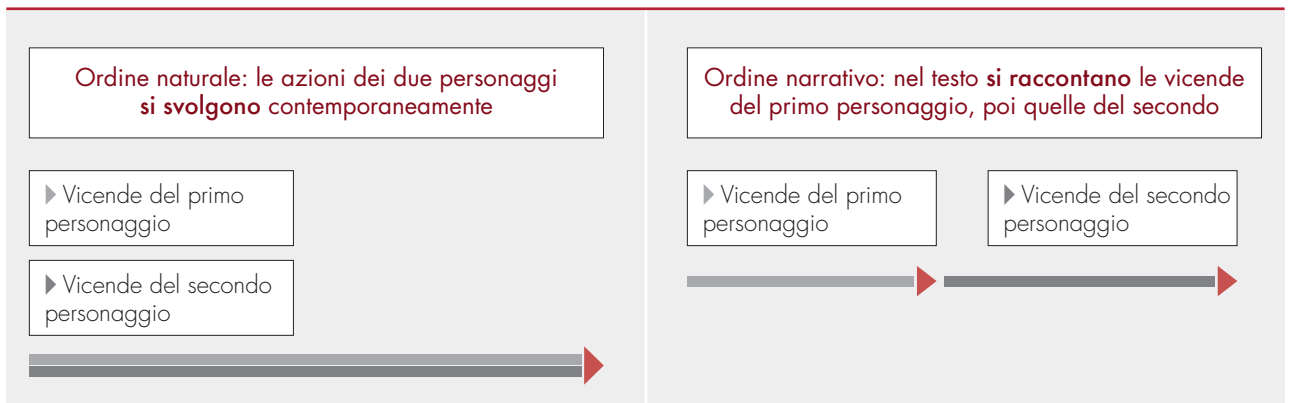 Ordine naturale: le azioni dei due personaggi
si svolgono contemporaneamente
▶ Vicende del primo
personaggio
▶ Vicende del secondo
personaggio
Ordine narrativo: nel testo si raccontano le vicende
del primo personaggio, poi quelle del secondo
▶ Vicende del primo
personaggio
▶ Vicende del secondo
personaggio